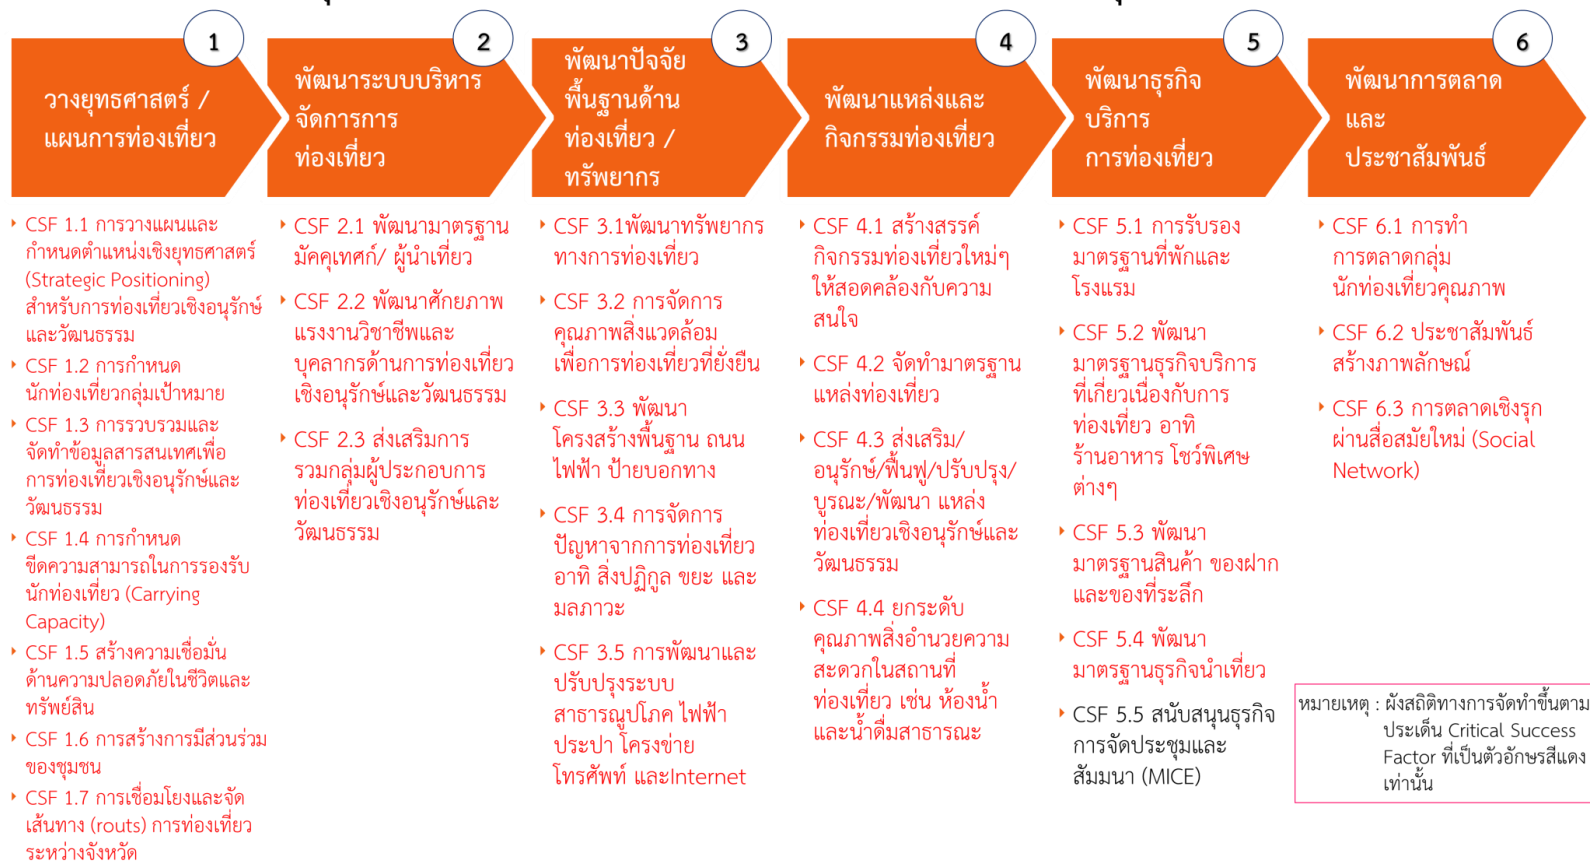 1
วางยุทธศาสตร์ /
แผนการท่องเที่ยว
2
พัฒนาระบบบริหาร
จัดการการ
ท่องเที่ยว
3
พัฒนาปัจจัย
พื้นฐานด้าน
ท่องเที่ยว /
ทรัพยากร
4
พัฒนาแหล่งและ
กิจกรรมท่องเที่ยว
5
พัฒนาธุรกิจ
บริการ
การท่องเที่ยว
6
พัฒนาการตลาด
และ
ประชาสัมพันธ์
CSF 1.1 การวางแผนและ
กำหนดตำแหน่งเชิงยุทธศาสตร์
(Strategic Positioning)
สำหรับการท่องเที่ยวเชิงอนุรักษ์
และวัฒนธรรม
CSF 1.2 การกำหนด
นักท่องเที่ยวกลุ่มเป้าหมาย
CSF 1.3 การรวบรวมและ
จัดทำข้อมูลสารสนเทศเพื่อ
การท่องเที่ยวเชิงอนุรักษ์และ
วัฒนธรรม
CSF 1.4 การกำหนด
ขีดความสามารถในการรองรับ
นักท่องเที่ยว (Carrying
Capacity)
CSF 1.5 สร้างความเชื่อมั่น
ด้านความปลอดภัยในชีวิตและ
ทรัพย์สิน
CSF 1.6 การสร้างการมีส่วนร่วม
ของชุมชน
CSF 1.7 การเชื่อมโยงและจัด
เส้นทาง (routs) การท่องเที่ยว
ระหว่างจังหวัด
CSF 2.1 พัฒนามาตรฐาน
มัคคุเทศก์/ ผู้นำเที่ยว
CSF 2.2 พัฒนาศักยภาพ
แรงงานวิชาชีพและ
บุคลากรด้านการท่องเที่ยว
เชิงอนุรักษ์และวัฒนธรรม
CSF 2.3 ส่งเสริมการ
รวมกลุ่มผู้ประกอบการ
ท่องเที่ยวเชิงอนุรักษ์และ
วัฒนธรรม
CSF 3.1พัฒนาทรัพยากร
ทางการท่องเที่ยว
CSF 3.2 การจัดการ
คุณภาพสิ่งแวดล้อม
เพื่อการท่องเที่ยวที่ยั่งยืน
CSF 3.3 พัฒนา
โครงสร้างพื้นฐาน ถนน
ไฟฟ้า ป้ายบอกทาง
CSF 3.4 การจัดการ
ปัญหาจากการท่องเที่ยว
อาทิ สิ่งปฏิกูล ขยะ และ
มลภาวะ
CSF 3.5 การพัฒนาและ
ปรับปรุงระบบ
สาธารณูปโภค ไฟฟ้า
ประปา โครงข่าย
โทรศัพท์ และInternet
CSF 4.1 สร้างสรรค์
กิจกรรมท่องเที่ยวใหม่ๆ
ให้สอดคล้องกับความ
สนใจ
CSF 4.2 จัดทำมาตรฐาน
แหล่งท่องเที่ยว
CSF 4.3 ส่งเสริม/
อนุรักษ์/ฟื้นฟู/ปรับปรุง/
บูรณะ/พัฒนา แหล่ง
ท่องเที่ยวเชิงอนุรักษ์และ
วัฒนธรรม
CSF 4.4 ยกระดับ
คุณภาพสิ่งอำนวยความ
สะดวกในสถานที่
ท่องเที่ยว เช่น ห้องน้ำ
และน้ำดื่มสาธารณะ
CSF 5.1 การรับรอง
มาตรฐานที่พักและ
โรงแรม
CSF 5.2 พัฒนา
มาตรฐานธุรกิจบริการ
ที่เกี่ยวเนื่องกับการ
ท่องเที่ยว อาทิ
ร้านอาหาร โชว์พิเศษ
ต่างๆ
CSF 5.3 พัฒนา
มาตรฐานสินค้า ของฝาก
และของที่ระลึก
CSF 5.4 พัฒนา
มาตรฐานธุรกิจนำเที่ยว
CSF 5.5 สนับสนุนธุรกิจ
การจัดประชุมและ
สัมมนา (MICE)
CSF 6.1 การทำ
การตลาดกลุ่ม
นักท่องเที่ยวคุณภาพ
CSF 6.2 ประชาสัมพันธ์
สร้างภาพลักษณ์
CSF 6.3 การตลาดเชิงรุก
ผ่านสื่อสมัยใหม่ (Social
Network)
หมายเหตุ : ผังสถิติทางการจัดทำขึ้นตาม
ประเด็น Critical Success
Factor ที่เป็นตัวอักษรสีแดง
เท่านั้น